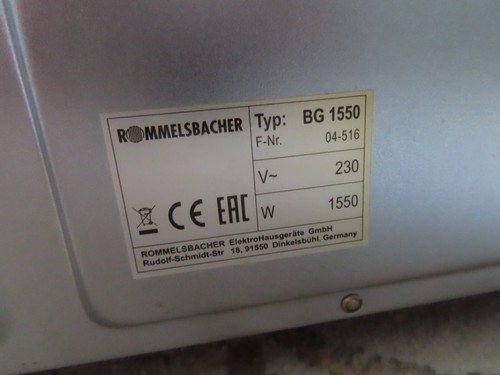 ROMMELSBACHER
Typ: BG 1550
F-Nr. 04-516
V~ 230
W 1550
CE EAC
ROMMELSBACHER ElektroHausgeräte GmbH
Rudolf-Schmidt-Str 18, 91550 Dinkelsbühl. Germany